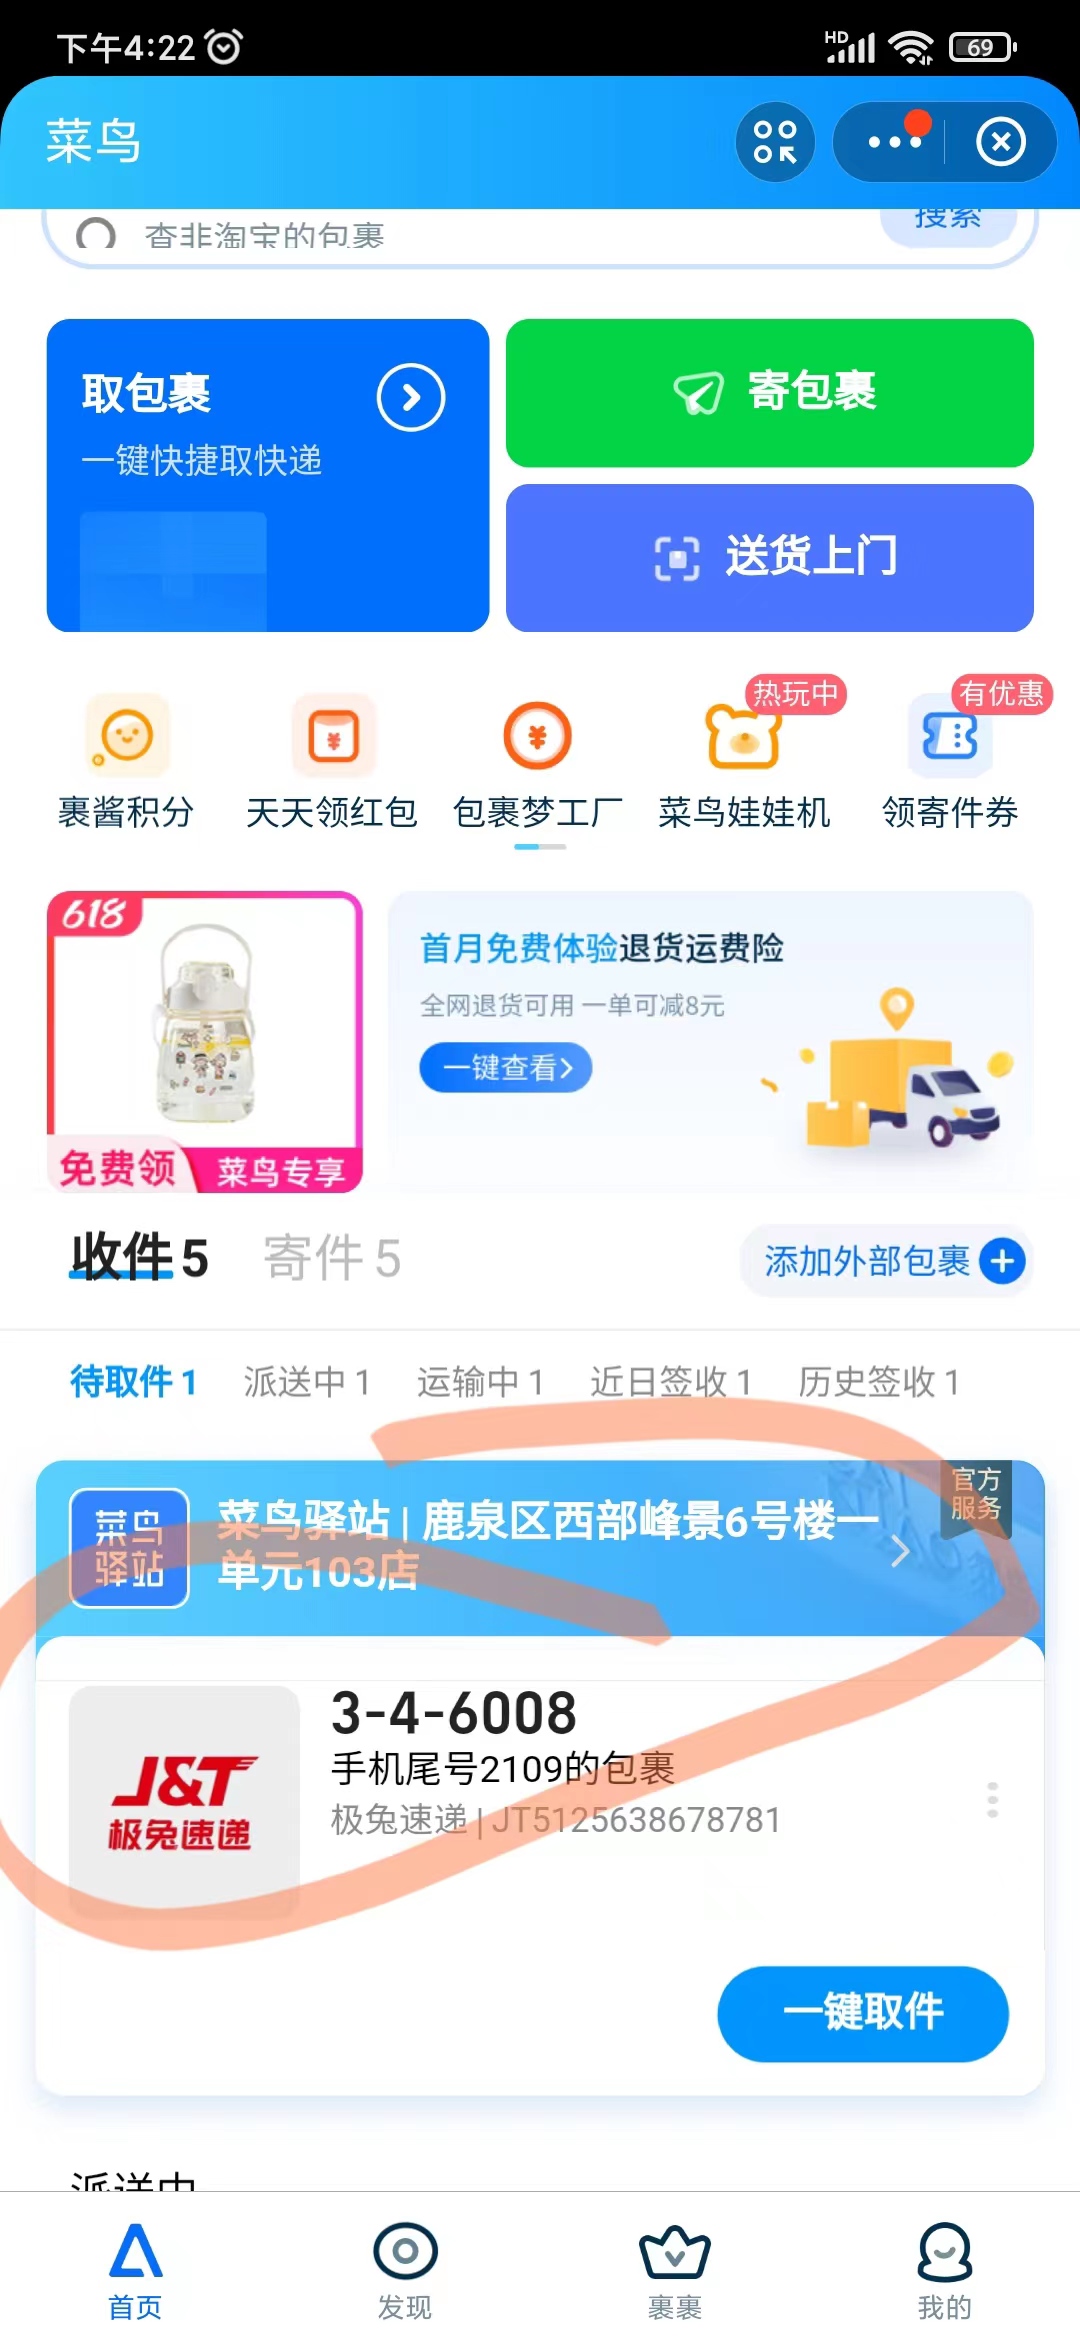 下午4:22
HD
69
菜鸟
查非淘宝的包裹
搜索
取包裹
一键快捷取快递
寄包裹
送货上门
热玩中
有优惠
裹酱积分
天天领红包
包裹梦工厂
菜鸟娃娃机
领寄件券
618
免费领
菜鸟专享
首月免费体验退货运费险
全网退货可用 一单可减8元
一键查看>
收件 5
寄件 5
添加外部包裹
待取件 1
派送中 1
运输中 1
近日签收 1
历史签收 1
菜鸟
驿站
菜鸟驿站 | 鹿泉区西部峰景6号楼一
单元103店
官方
服务
J&T
极兔速递
3-4-6008
手机尾号2109的包裹
极兔速递 | JT5125638678781
一键取件
派送中
首页
发现
裹裹
我的